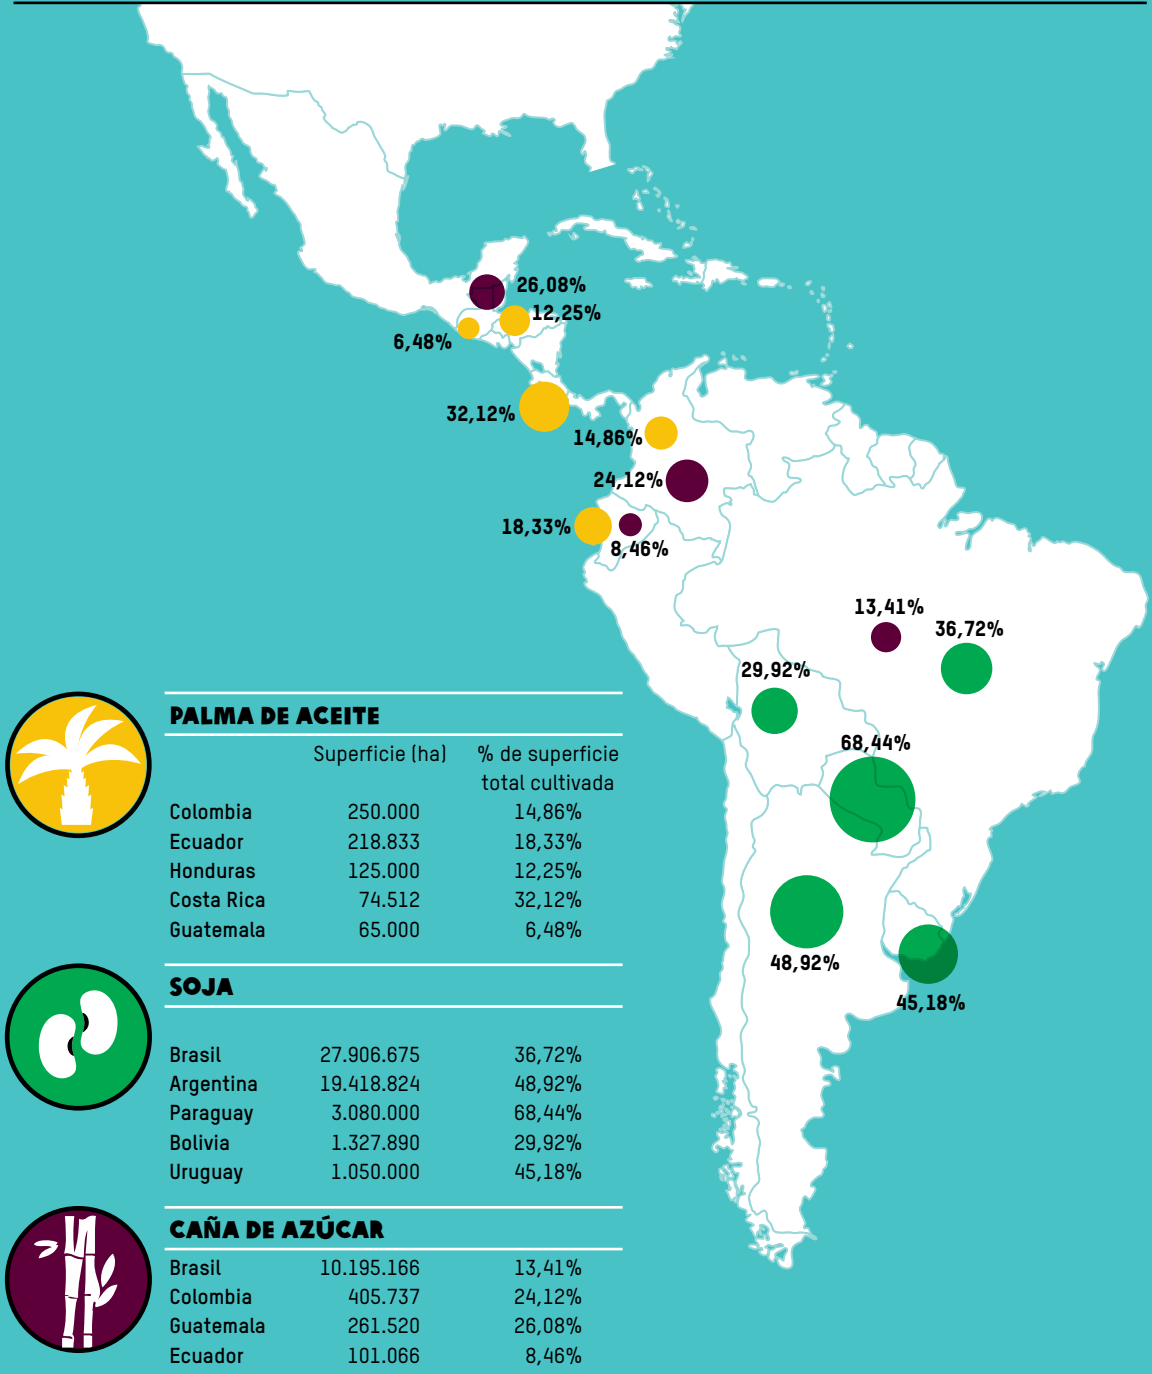 26,08%
12,25%
6,48%
32,12%
14,86%
24,12%
18,33%
8,46%
13,41%
36,72%
29,92%
68,44%
48,92%
45,18%
PALMA DE ACEITE
Superficie (ha) % de superficie
total cultivada
Colombia 250.000 14,86%
Ecuador 218.833 18,33%
Honduras 125.000 12,25%
Costa Rica 74.512 32,12%
Guatemala 65.000 6,48%
SOJA
Brasil 27.906.675 36,72%
Argentina 19.418.824 48,92%
Paraguay 3.080.000 68,44%
Bolivia 1.327.890 29,92%
Uruguay 1.050.000 45,18%
CAÑA DE AZÚCAR
Brasil 10.195.166 13,41%
Colombia 405.737 24,12%
Guatemala 261.520 26,08%
Ecuador 101.066 8,46%